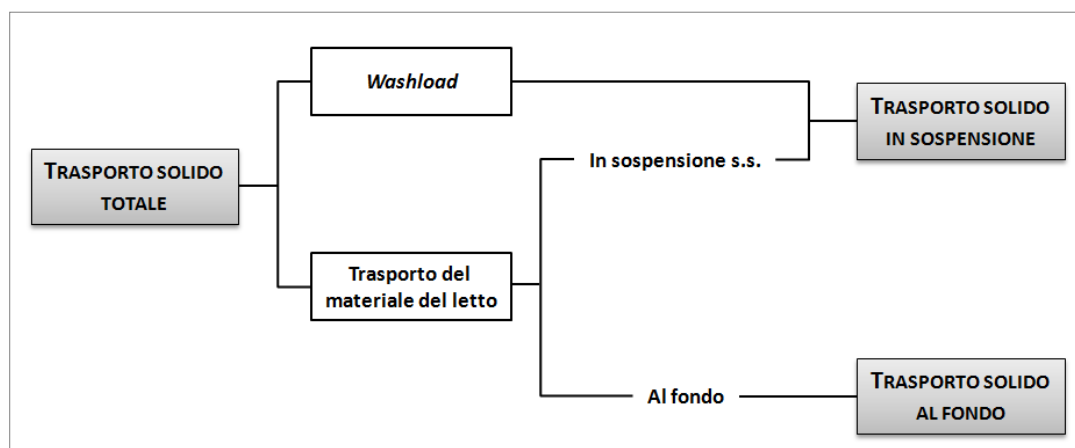 Washload
TRASPORTO SOLIDO
IN SOSPENSIONE
In sospensione s.s.
TRASPORTO SOLIDO
TOTALE
Trasporto del
materiale del letto
Al fondo
TRASPORTO SOLIDO
AL FONDO